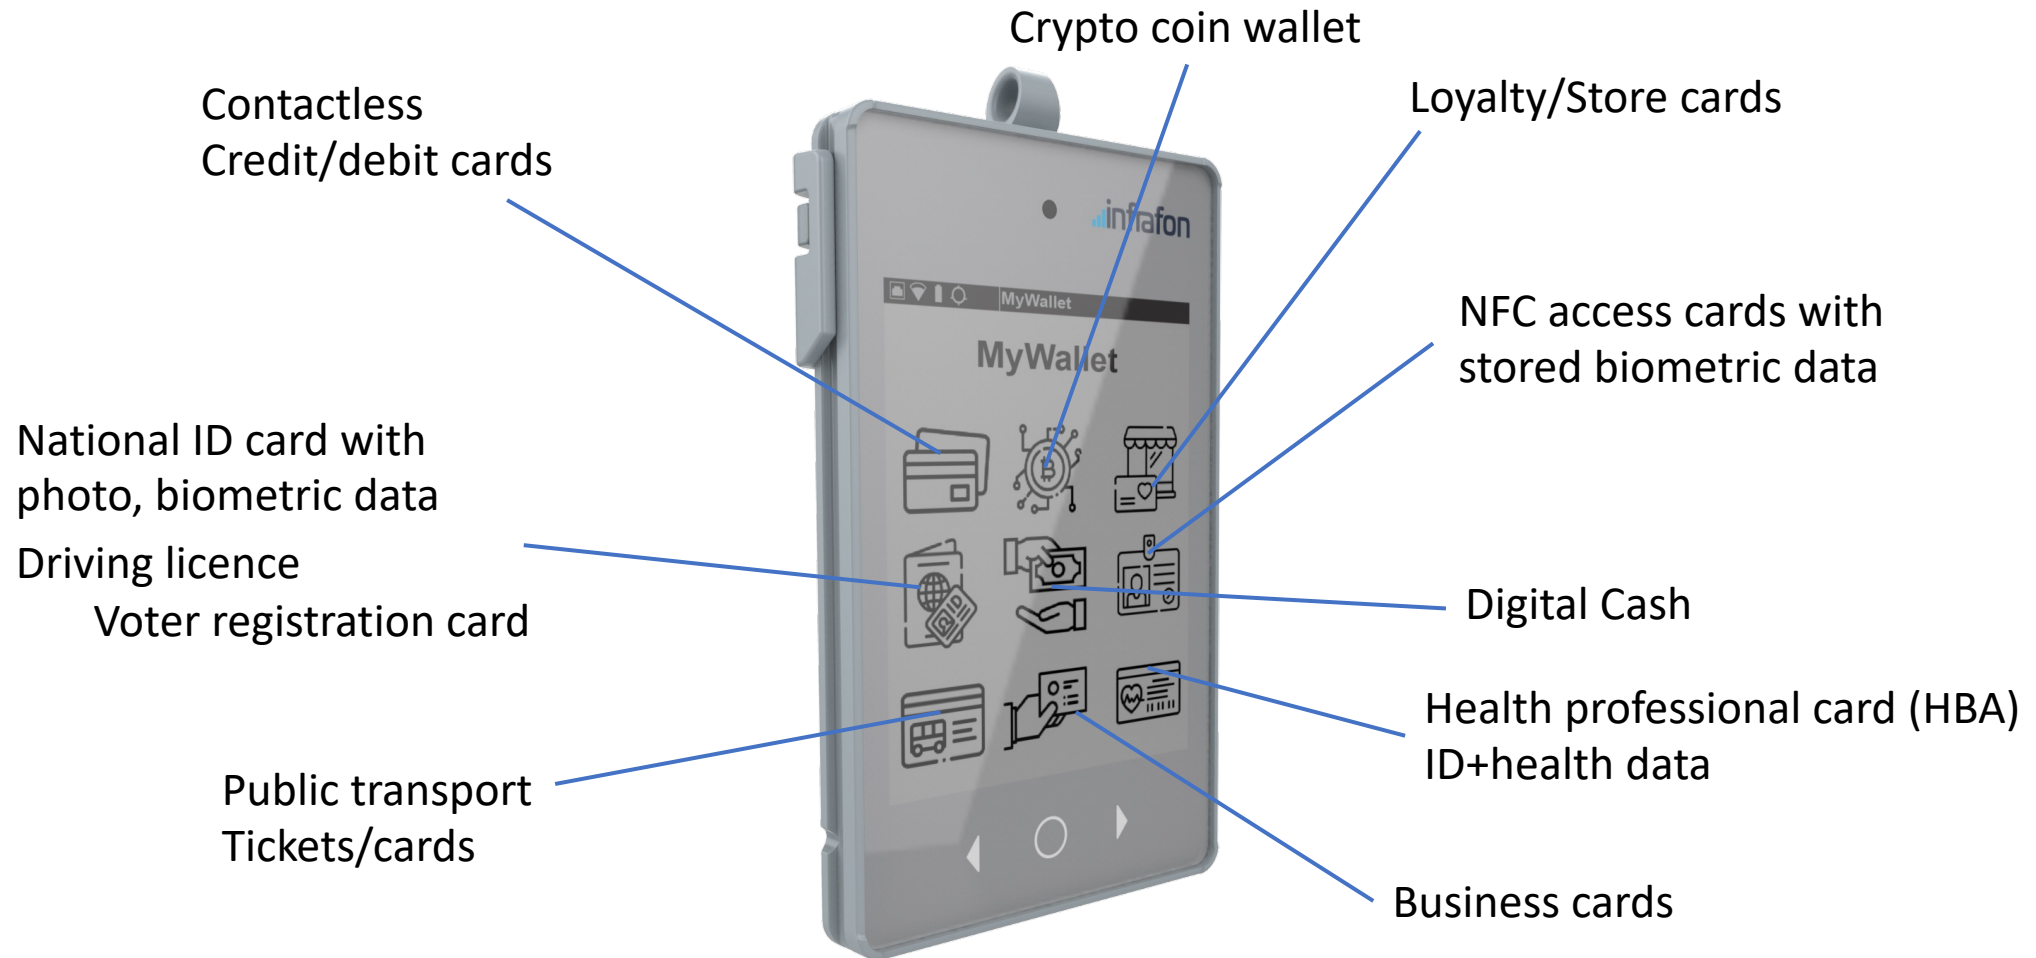 Crypto coin wallet
Contactless
Credit/debit cards
Loyalty/Store cards
infrafon
MyWallet
MyWallet
NFC access cards with
stored biometric data
National ID card with
photo, biometric data
Driving licence
Voter registration card
ID
Digital Cash
Health professional card (HBA)
ID+health data
Public transport
Tickets/cards
Business cards